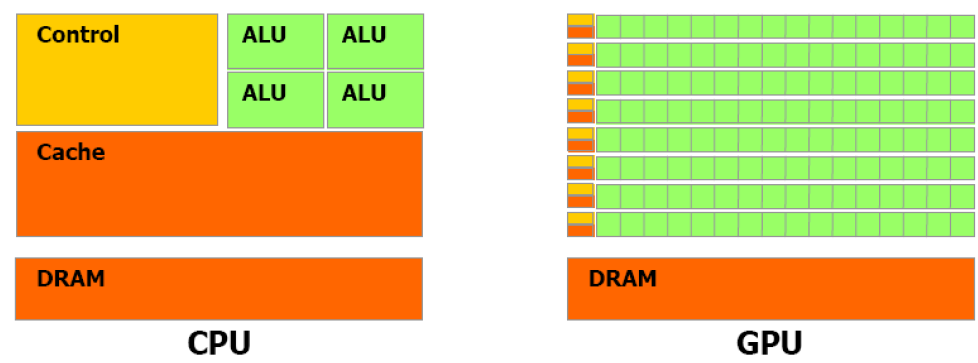 Control
ALU ALU
ALU ALU
Cache
DRAM
CPU
DRAM
GPU